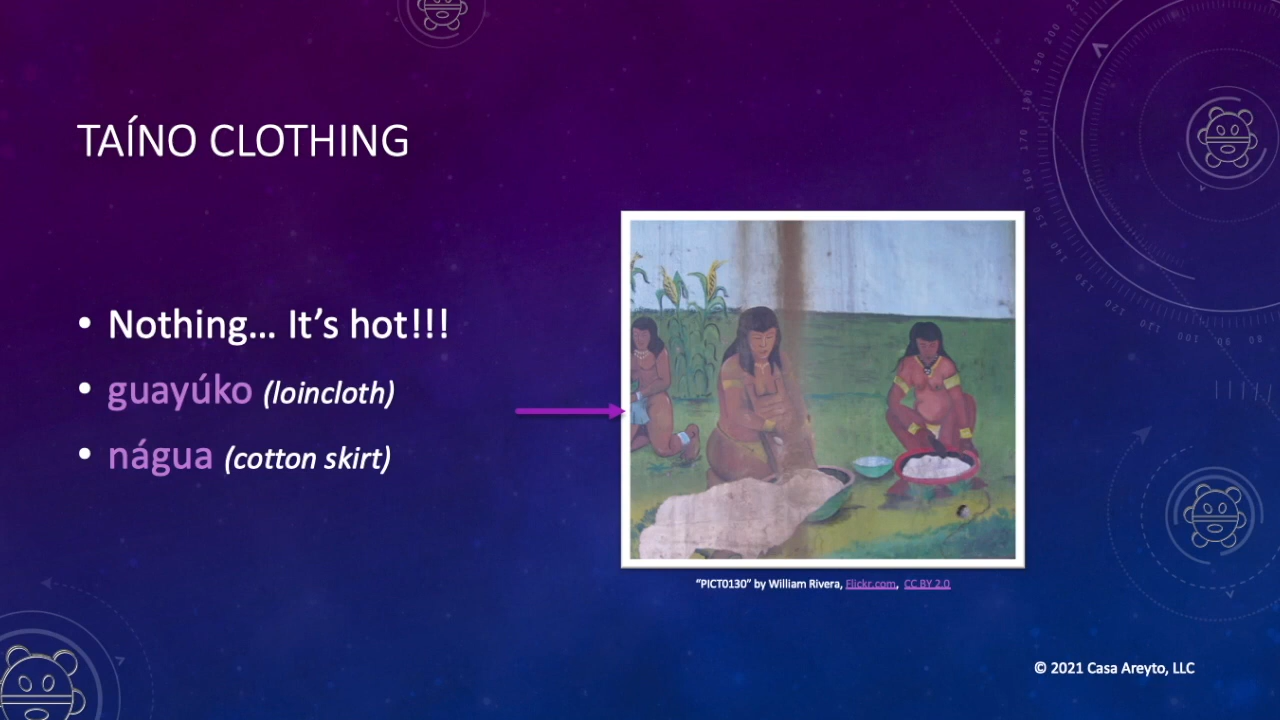 TAÍNO CLOTHING
• Nothing… It’s hot!!!
• guayúko (loincloth)
• nágua (cotton skirt)
“PICT0130” by William Rivera, Flickr.com, CC BY 2.0
© 2021 Casa Areyto, LLC